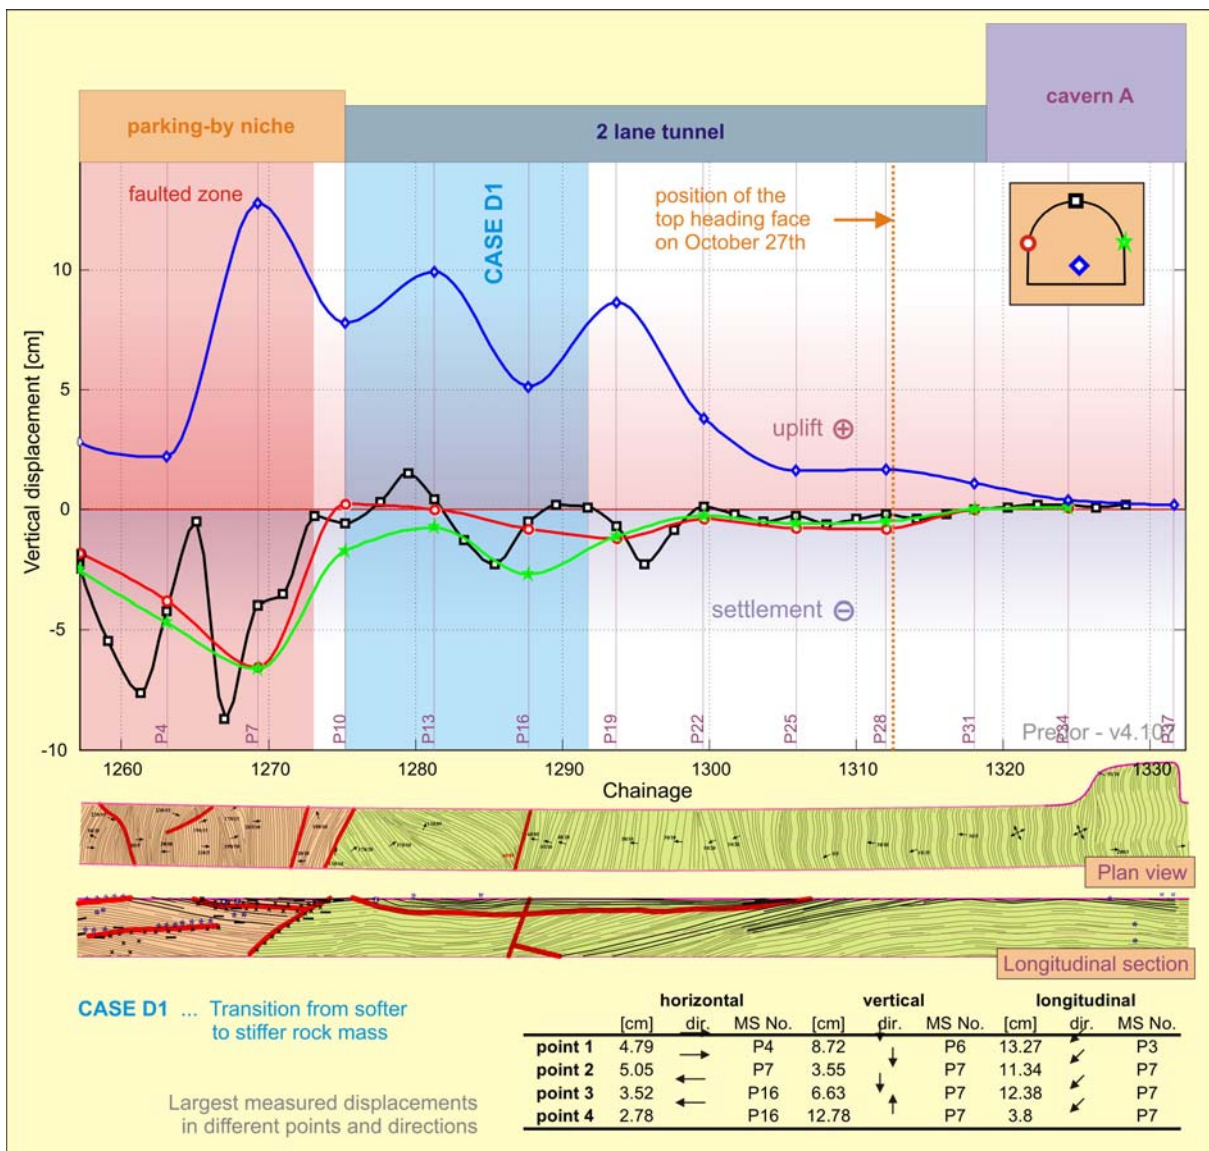 cavern A
parking-by niche
2 lane tunnel
faulted zone
CASE D1
position of the
top heading face
on October 27th
Vertical displacement [cm]
10
5
0
-5
-10
uplift
settlement
P4 P7 P10 P13 P16 P19 P22 P25 P28 P31 P34 P37
1260 1270 1280 1290 1300 1310 1320 1330
Chainage
Plan view
Longitudinal section
CASE D1 ... Transition from softer
to stiffer rock mass
Largest measured displacements
in different points and directions
horizontal vertical longitudinal
[cm] dir. MS No. [cm] dir. MS No. [cm] dir. MS No.
point 1 4.79 P4 8.72 P6 13.27 P3
point 2 5.05 P7 3.55 P7 11.34 P7
point 3 3.52 P16 6.63 P7 12.38 P7
point 4 2.78 P16 12.78 P7 3.8 P7